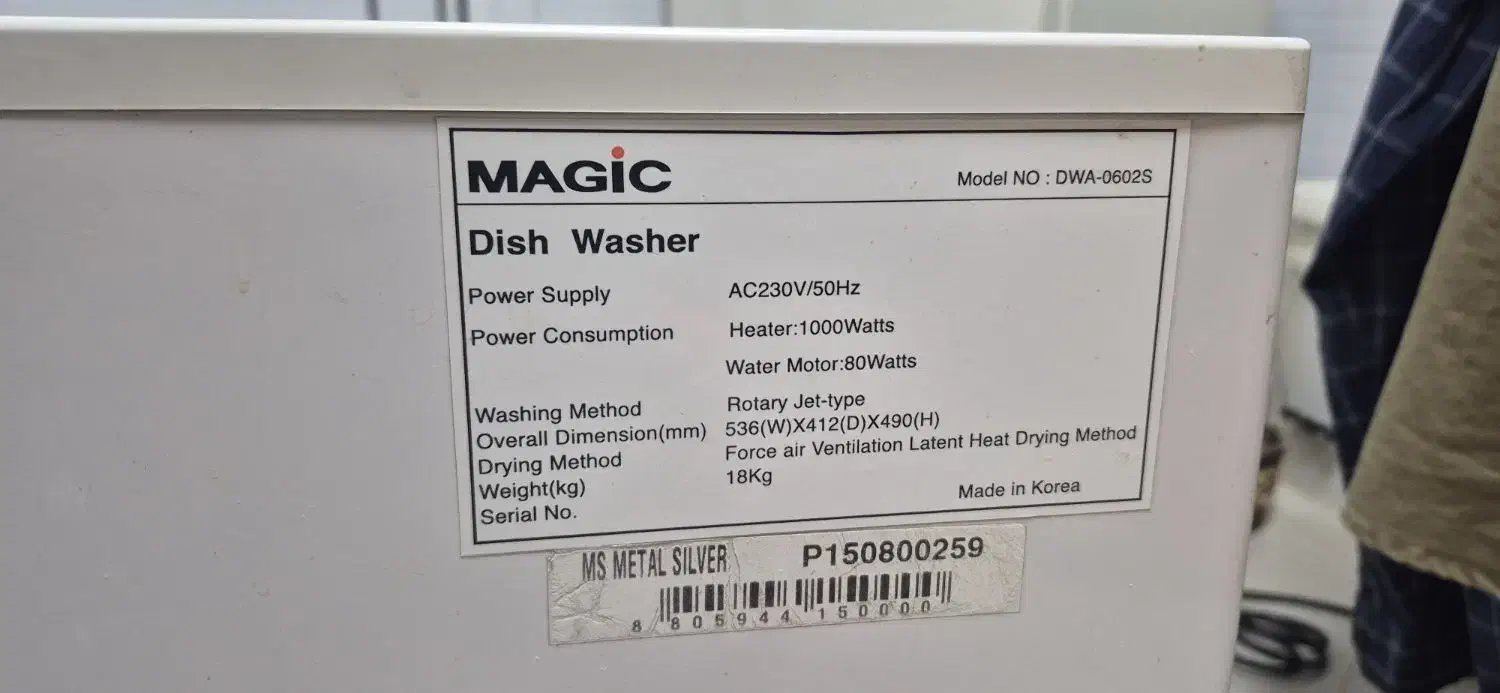 MAGiC
Model NO : DWA-0602S
Dish Washer
Power Supply AC230V/50Hz
Power Consumption Heater:1000Watts
Water Motor:80Watts
Washing Method Rotary Jet-type
Overall Dimension(mm) 536(W)X412(D)X490(H)
Drying Method Force air Ventilation Latent Heat Drying Method
Weight(kg) 18Kg
Serial No.
Made in Korea
MS METAL SILVER P150800259
8 805944 150000